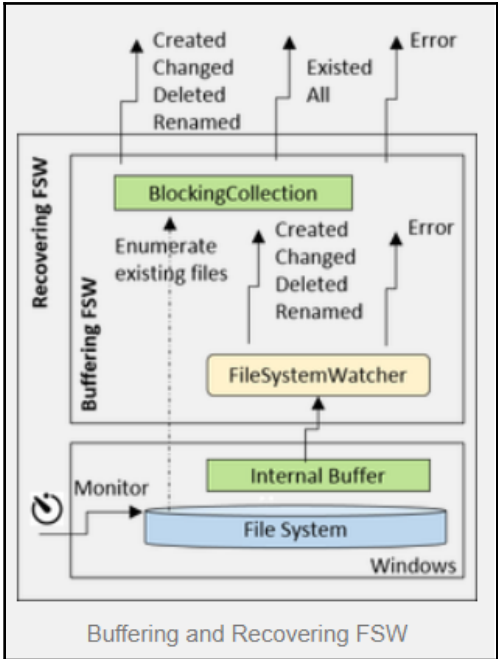 Created
Changed
Deleted
Renamed
Existed
All
Error
Recovering FSW
Buffering FSW
BlockingCollection
Enumerate
existing files
Created
Changed
Deleted
Renamed
Error
FileSystemWatcher
Internal Buffer
Monitor
File System
Windows
Buffering and Recovering FSW